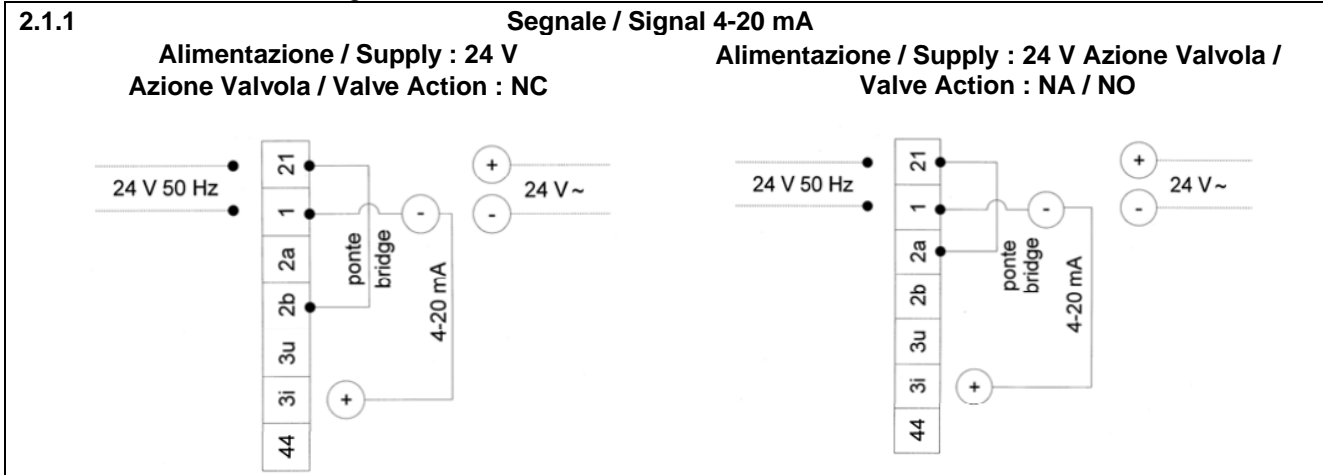 2.1.1 Segnale / Signal 4-20 mA
Alimentazione / Supply : 24 V
Azione Valvola / Valve Action : NC
Alimentazione / Supply : 24 V Azione Valvola /
Valve Action : NA / NO
24 V 50 Hz
21
1
2a
2b
3u
3i
44
ponte
bridge
-
4-20 mA
+
+
-
24 V ~
24 V 50 Hz
21
1
2a
2b
3u
3i
44
ponte
bridge
-
4-20 mA
+
+
-
24 V ~